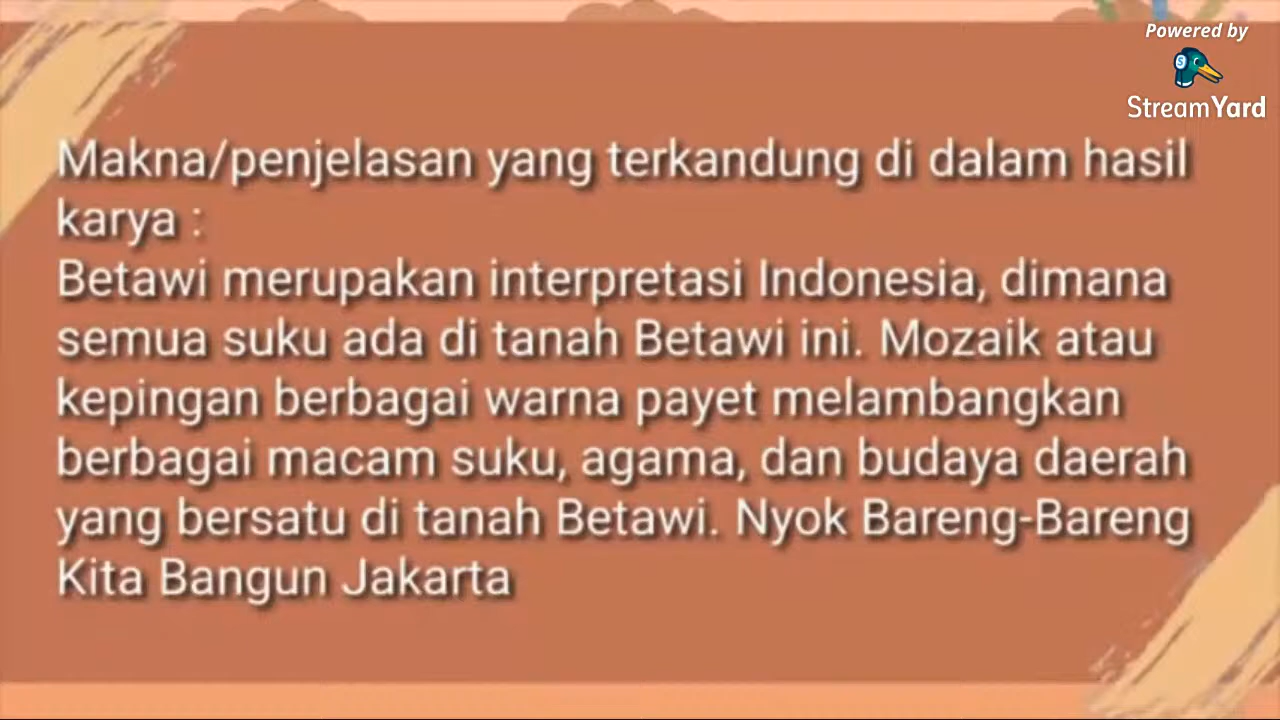 Powered by
StreamYard
Makna/penjelasan yang terkandung di dalam hasil
karya :
Betawi merupakan interpretasi Indonesia, dimana
semua suku ada di tanah Betawi ini. Mozaik atau
kepingan berbagai warna payet melambangkan
berbagai macam suku, agama, dan budaya daerah
yang bersatu di tanah Betawi. Nyok Bareng-Bareng
Kita Bangun Jakarta